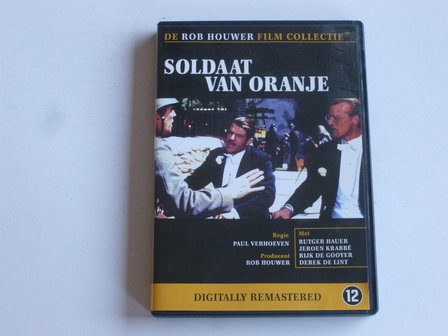 DE ROB HOUWER FILM COLLECTIE™
SOLDAAT
VAN ORANJE
Regie
PAUL VERHOEVEN
Producent
ROB HOUWER
Met
RUTGER HAUER
JEROEN KRABBÉ
RIJK DE GOOYER
DEREK DE LINT
DIGITALLY REMASTERED
12